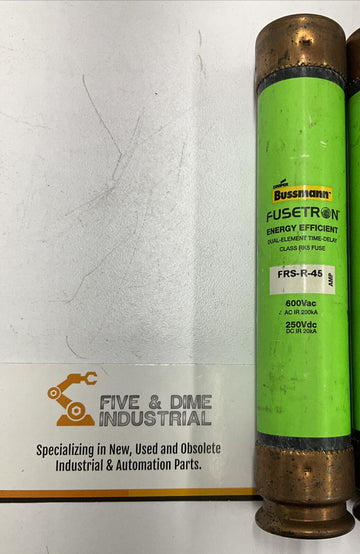 COOPER
Bussmann
FUSETRON
ENERGY EFFICIENT
DUAL-ELEMENT TIME-DELAY
CLASS RK5 FUSE
FRS-R-45
AMP
600Vac
AC IR 200kA
250Vdc
DC IR 20kA
FIVE & DIME
INDUSTRIAL
Specializing in New, Used and Obsolete
Industrial & Automation Parts.